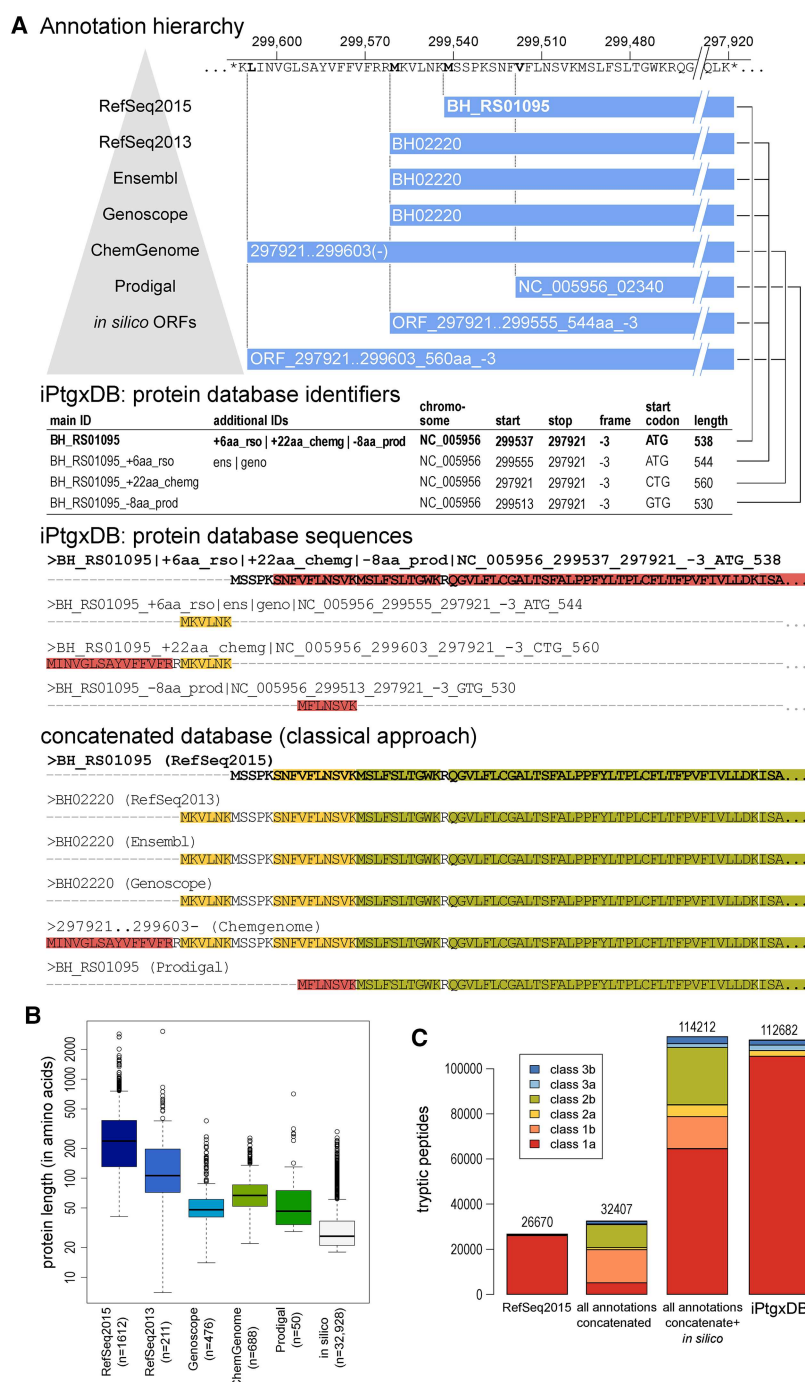 A Annotation hierarchy
299,600 299,570 299,540 299,510 299,480 297,920
...*KLINVGLSAYVFFVFRRMKVLNKMSSPKSNFVFLNSVKMSLFSLTGWKRQG QLK*...
RefSeq2015 BH_RS01095
RefSeq2013 BH02220
Ensembl BH02220
Genoscope BH02220
ChemGenome 297921..299603(-)
Prodigal NC_005956_02340
in silico ORFs ORF_297921..299555_544aa_-3
ORF_297921..299603_560aa_-3
iPtgxDB: protein database identifiers
main ID additional IDs chromo-some start stop frame start codon length
BH_RS01095 +6aa_rso | +22aa_chemg | -8aa_prod NC_005956 299537 297921 -3 ATG 538
BH_RS01095_+6aa_rso ens | geno NC_005956 299555 297921 -3 ATG 544
BH_RS01095_+22aa_chemg NC_005956 297921 297921 -3 CTG 560
BH_RS01095_-8aa_prod NC_005956 299513 297921 -3 GTG 530
iPtgxDB: protein database sequences
>BH_RS01095|+6aa_rso|+22aa_chemg|-8aa_prod|NC_005956_299537_297921_-3_ATG_538
MSSPKSNFVFLNSVKMSLFSLTGWKRQGVLFLCGALTSFALPPFYLTPLCFLTFPVFIVLLDKISA...
>BH_RS01095_+6aa_rso|ens|geno|NC_005956_299555_297921_-3_ATG_544
MKVLNK ...
>BH_RS01095_+22aa_chemg|NC_005956_299603_297921_-3_CTG_560
MINVGLSAYVFFVFRRMKVLNK ...
>BH_RS01095_-8aa_prod|NC_005956_299513_297921_-3_GTG_530
MFLNSVK ...
concatenated database (classical approach)
>BH_RS01095 (RefSeq2015)
MSSPKSNFVFLNSVKMSLFSLTGWKRQGVLFLCGALTSFALPPFYLTPLCFLTFPVFIVLLDKISA...
>BH02220 (RefSeq2013)
MKVLNKMSSPKSNFVFLNSVKMSLFSLTGWKRQGVLFLCGALTSFALPPFYLTPLCFLTFPVFIVLLDKISA...
>BH02220 (Ensembl)
MKVLNKMSSPKSNFVFLNSVKMSLFSLTGWKRQGVLFLCGALTSFALPPFYLTPLCFLTFPVFIVLLDKISA...
>BH02220 (Genoscope)
MKVLNKMSSPKSNFVFLNSVKMSLFSLTGWKRQGVLFLCGALTSFALPPFYLTPLCFLTFPVFIVLLDKISA...
>297921..299603- (Chemgenome)
MINVGLSAYVFFVFRRMKVLNKMSSPKSNFVFLNSVKMSLFSLTGWKRQGVLFLCGALTSFALPPFYLTPLCFLTFPVFIVLLDKISA...
>BH_RS01095 (Prodigal)
MFLNSVKMSLFSLTGWKRQGVLFLCGALTSFALPPFYLTPLCFLTFPVFIVLLDKISA...
B
protein length (in amino acids)
2000
1000
500
200
100
50
20
10
RefSeq2015 (n=1612)
RefSeq2013 (n=211)
Genoscope (n=476)
ChemGenome (n=688)
Prodigal (n=50)
in silico (n=32,928)
C
tryptic peptides
100000
80000
60000
40000
20000
0
class 3b
class 3a
class 2b
class 2a
class 1b
class 1a
26670
32407
114212
112682
RefSeq2015
all annotations concatenated
all annotations concatenate+ in silico
iPtgxDB